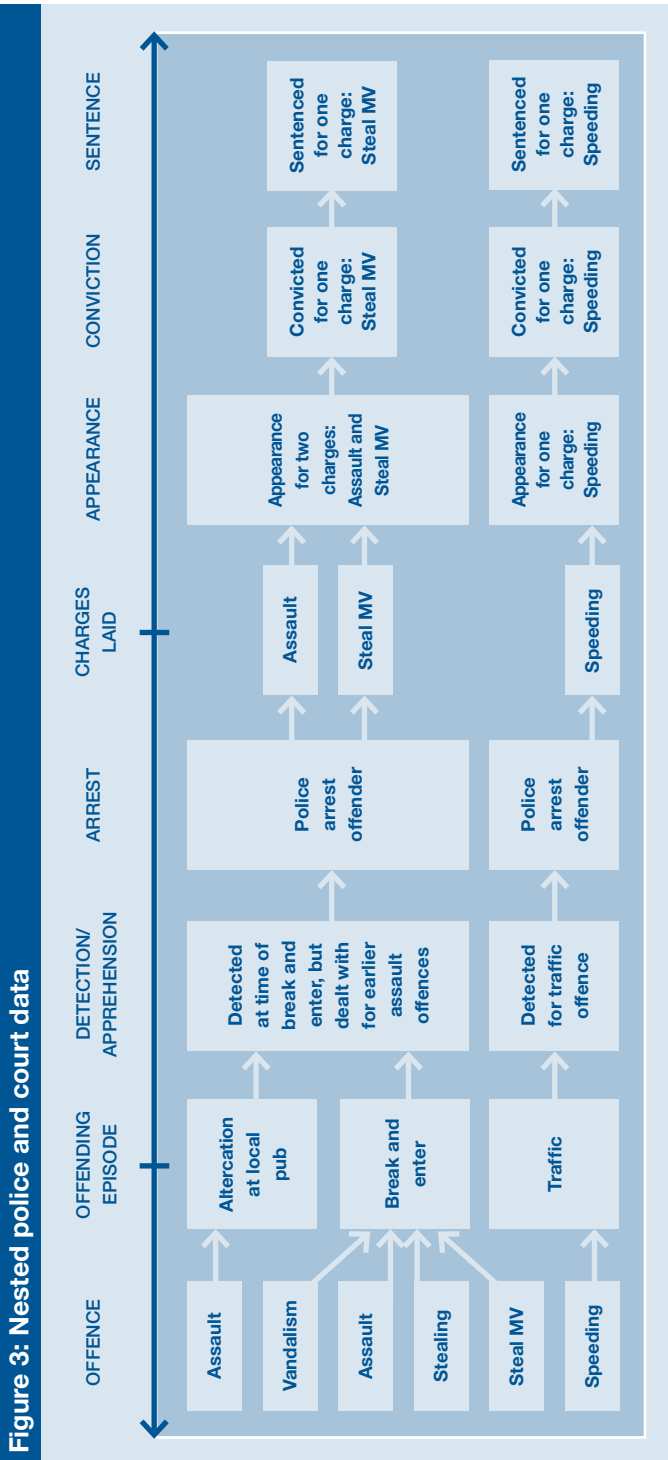 Figure 3: Nested police and court data
OFFENCE
OFFENDING
EPISODE
DETECTION/
APPREHENSION
ARREST
CHARGES
LAID
APPEARANCE
CONVICTION
SENTENCE
Assault
Vandalism
Assault
Stealing
Steal MV
Speeding
Altercation
at local
pub
Break and
enter
Traffic
Detected
at time of
break and
enter, but
dealt with
for earlier
assault
offences
Detected
for traffic
offence
Police
arrest
offender
Police
arrest
offender
Assault
Steal MV
Speeding
Appearance
for two
charges:
Assault and
Steal MV
Appearance
for one
charge:
Speeding
Convicted
for one
charge:
Steal MV
Convicted
for one
charge:
Speeding
Sentenced
for one
charge:
Steal MV
Sentenced
for one
charge:
Speeding